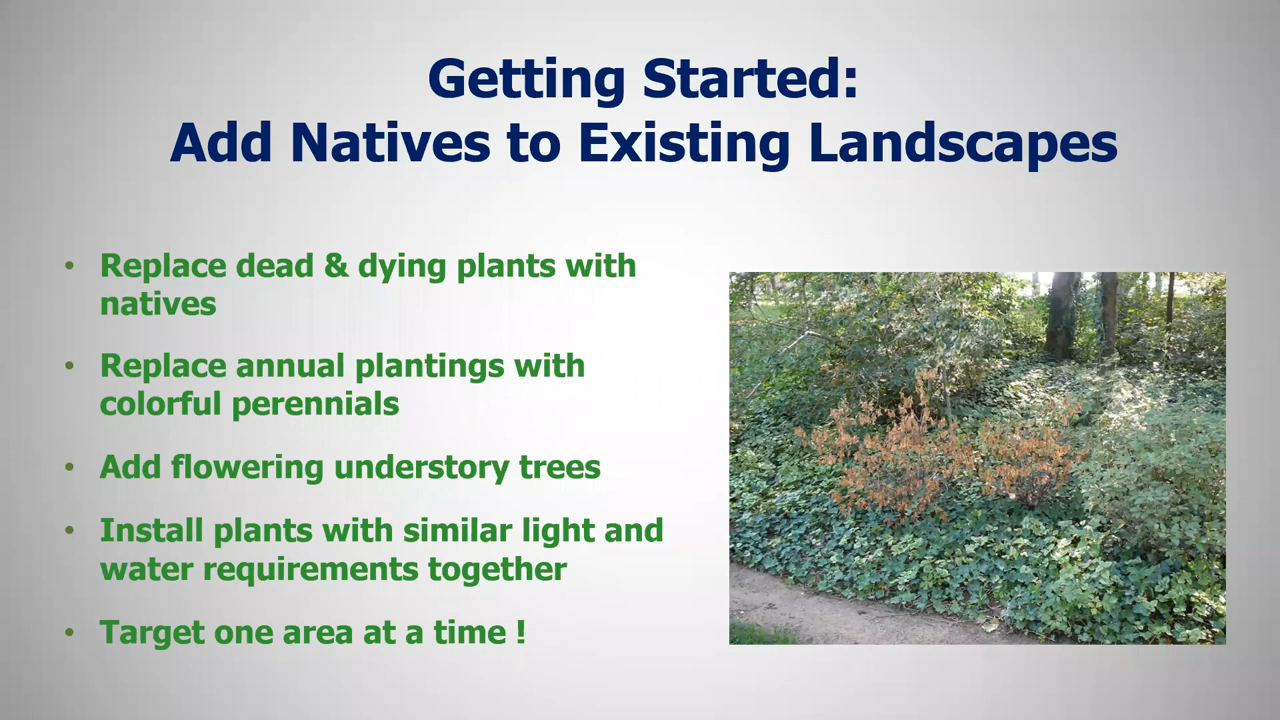 Getting Started:
Add Natives to Existing Landscapes
• Replace dead & dying plants with
natives
• Replace annual plantings with
colorful perennials
• Add flowering understory trees
• Install plants with similar light and
water requirements together
• Target one area at a time !